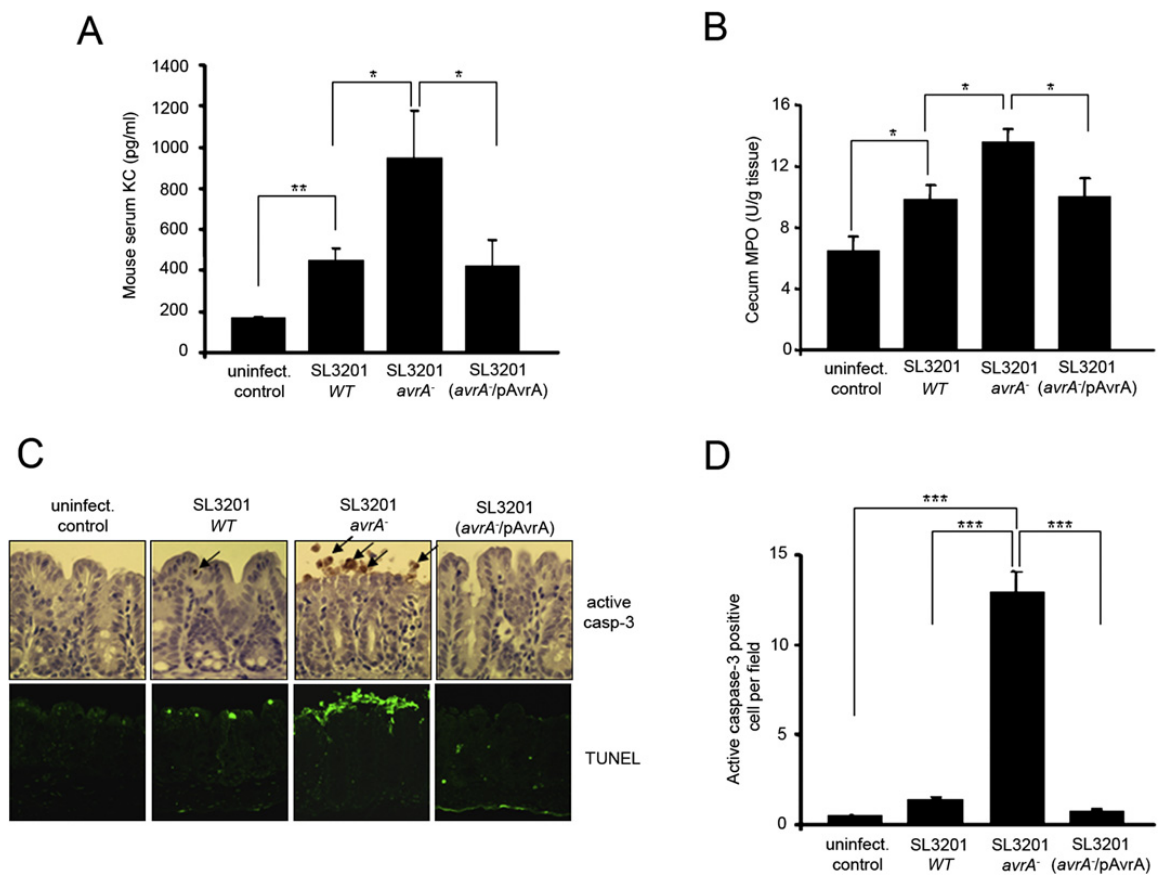 A
Mouse serum KC (pg/ml)
1400
1200
1000
800
600
400
200
0
**
*
*
uninfect.
control
SL3201
WT
SL3201
avrA-
SL3201
(avrA-/pAvrA)
B
Cecum MPO (U/g tissue)
16
12
8
4
0
*
*
*
uninfect.
control
SL3201
WT
SL3201
avrA-
SL3201
(avrA-/pAvrA)
C
uninfect.
control
SL3201
WT
SL3201
avrA-
SL3201
(avrA-/pAvrA)
active
casp-3
TUNEL
D
Active caspase-3 positive
cell per field
15
10
5
0
***
***
***
uninfect.
control
SL3201
WT
SL3201
avrA-
SL3201
(avrA-/pAvrA)